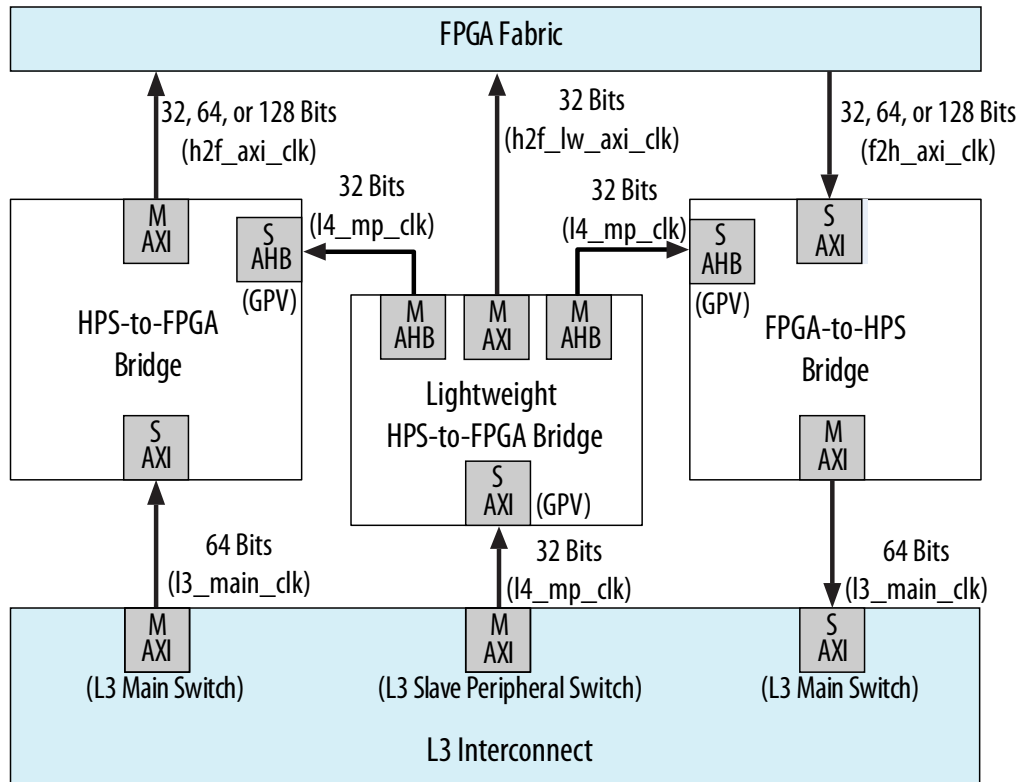 FPGA Fabric
32, 64, or 128 Bits
(h2f_axi_clk)
32 Bits
(h2f_lw_axi_clk)
32, 64, or 128 Bits
(f2h_axi_clk)
32 Bits
(l4_mp_clk)
32 Bits
(l4_mp_clk)
M
AXI
S
AHB
(GPV)
HPS-to-FPGA
Bridge
S
AXI
M
AHB
M
AXI
M
AHB
Lightweight
HPS-to-FPGA Bridge
S
AXI
(GPV)
S
AHB
(GPV)
S
AXI
FPGA-to-HPS
Bridge
M
AXI
64 Bits
(l3_main_clk)
32 Bits
(l4_mp_clk)
64 Bits
(l3_main_clk)
M
AXI
(L3 Main Switch)
M
AXI
(L3 Slave Peripheral Switch)
S
AXI
(L3 Main Switch)
L3 Interconnect